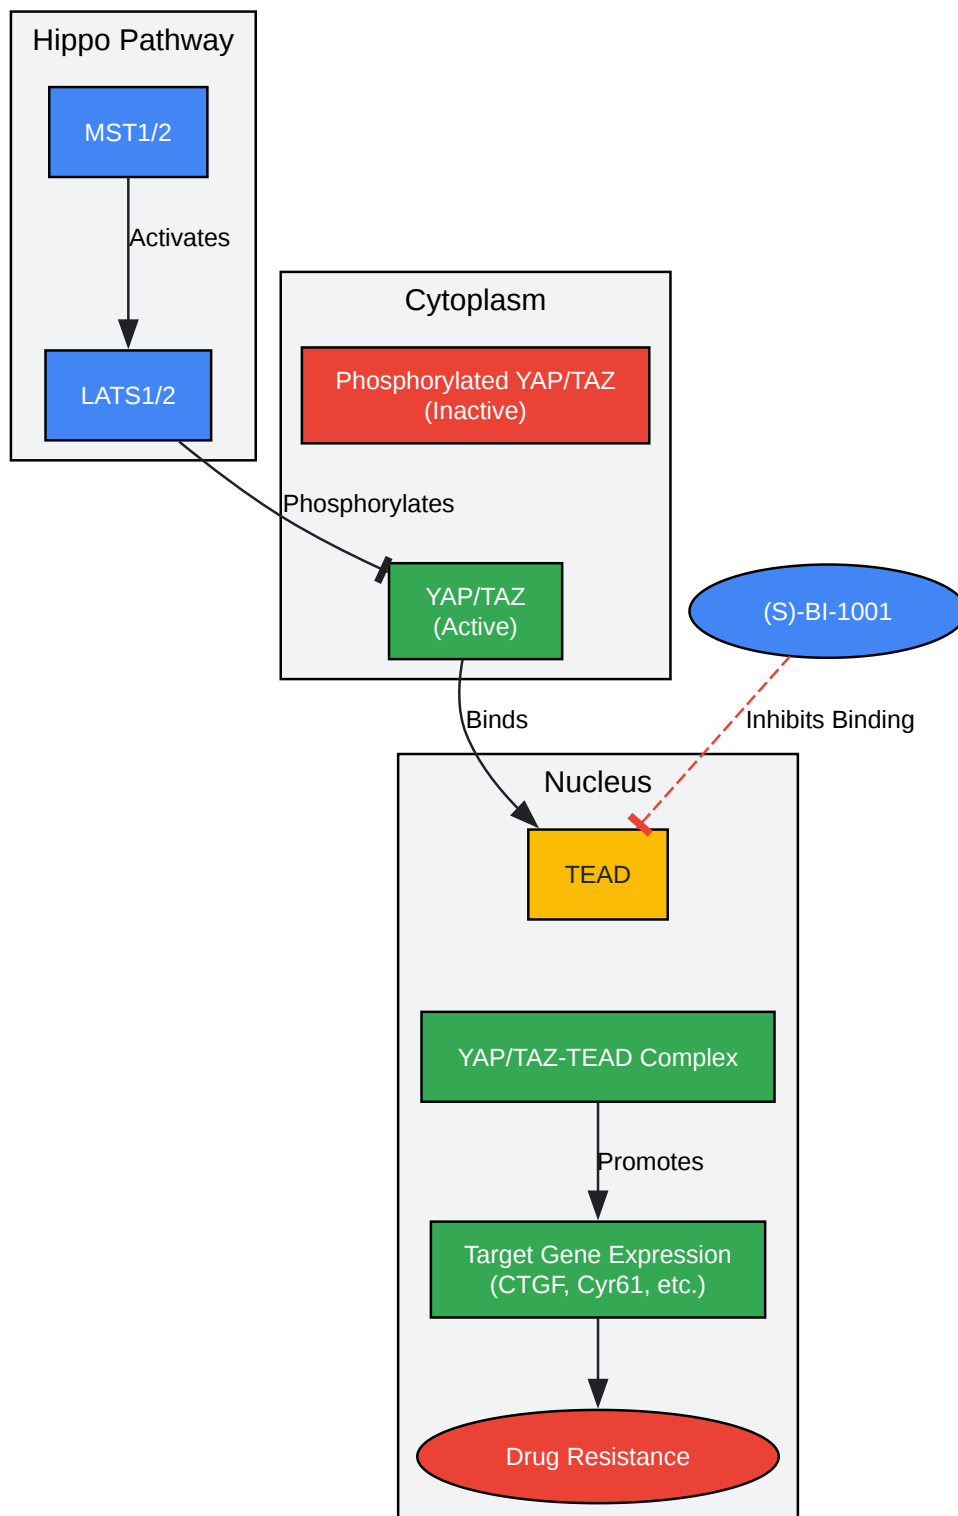 Hippo Pathway
MST1/2
Activates
LATS1/2
Cytoplasm
Phosphorylated YAP/TAZ
(Inactive)
Phosphorylates
YAP/TAZ
(Active)
(S)-BI-1001
Binds
Inhibits Binding
Nucleus
TEAD
YAP/TAZ-TEAD Complex
Promotes
Target Gene Expression
(CTGF, Cyr61, etc.)
Drug Resistance